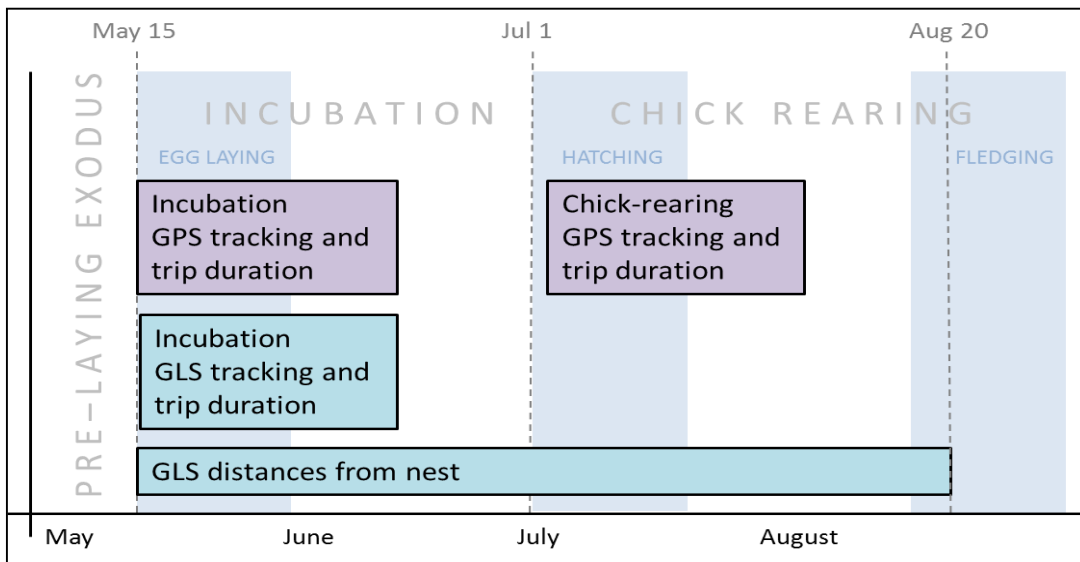 May 15
Jul 1
Aug 20
PRE–LAYING EXODUS
INCUBATION
CHICK REARING
EGG LAYING
HATCHING
FLEDGING
Incubation
GPS tracking and
trip duration
Chick-rearing
GPS tracking and
trip duration
Incubation
GLS tracking and
trip duration
GLS distances from nest
May
June
July
August